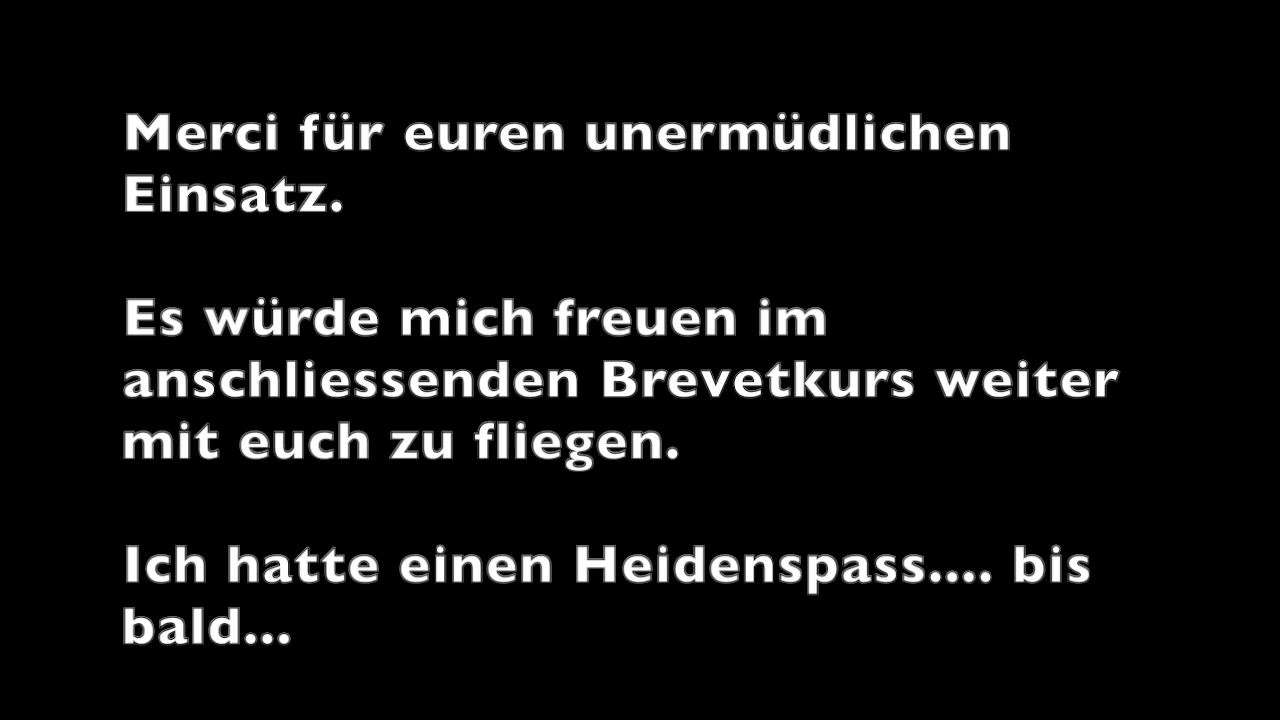 Merci für euren unermüdlichen
Einsatz.
Es würde mich freuen im
anschliessenden Brevetkurs weiter
mit euch zu fliegen.
Ich hatte einen Heidenspass.... bis
bald...